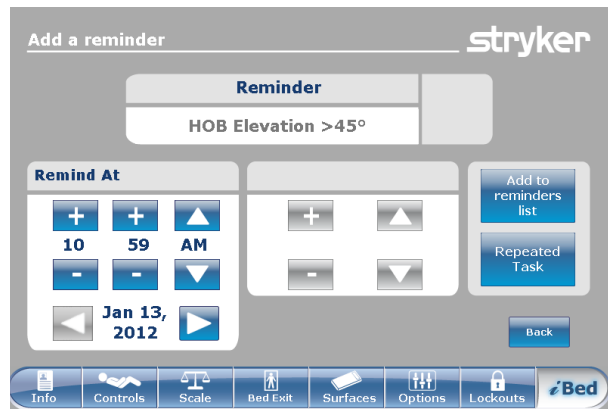 Add a reminder
stryker
Reminder
HOB Elevation >45°
Remind At
+ + +
10 59 AM
- - -
Jan 13,
2012
Add to
reminders
list
Repeated
Task
Back
Info Controls Scale Bed Exit Surfaces Options Lockouts iBed